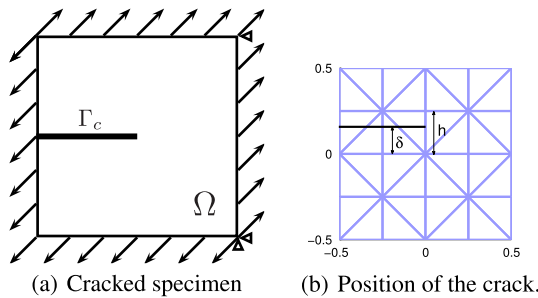 Γc
Ω
(a) Cracked specimen
0.5
0
−0.5
−0.5
0
0.5
δ
h
(b) Position of the crack.